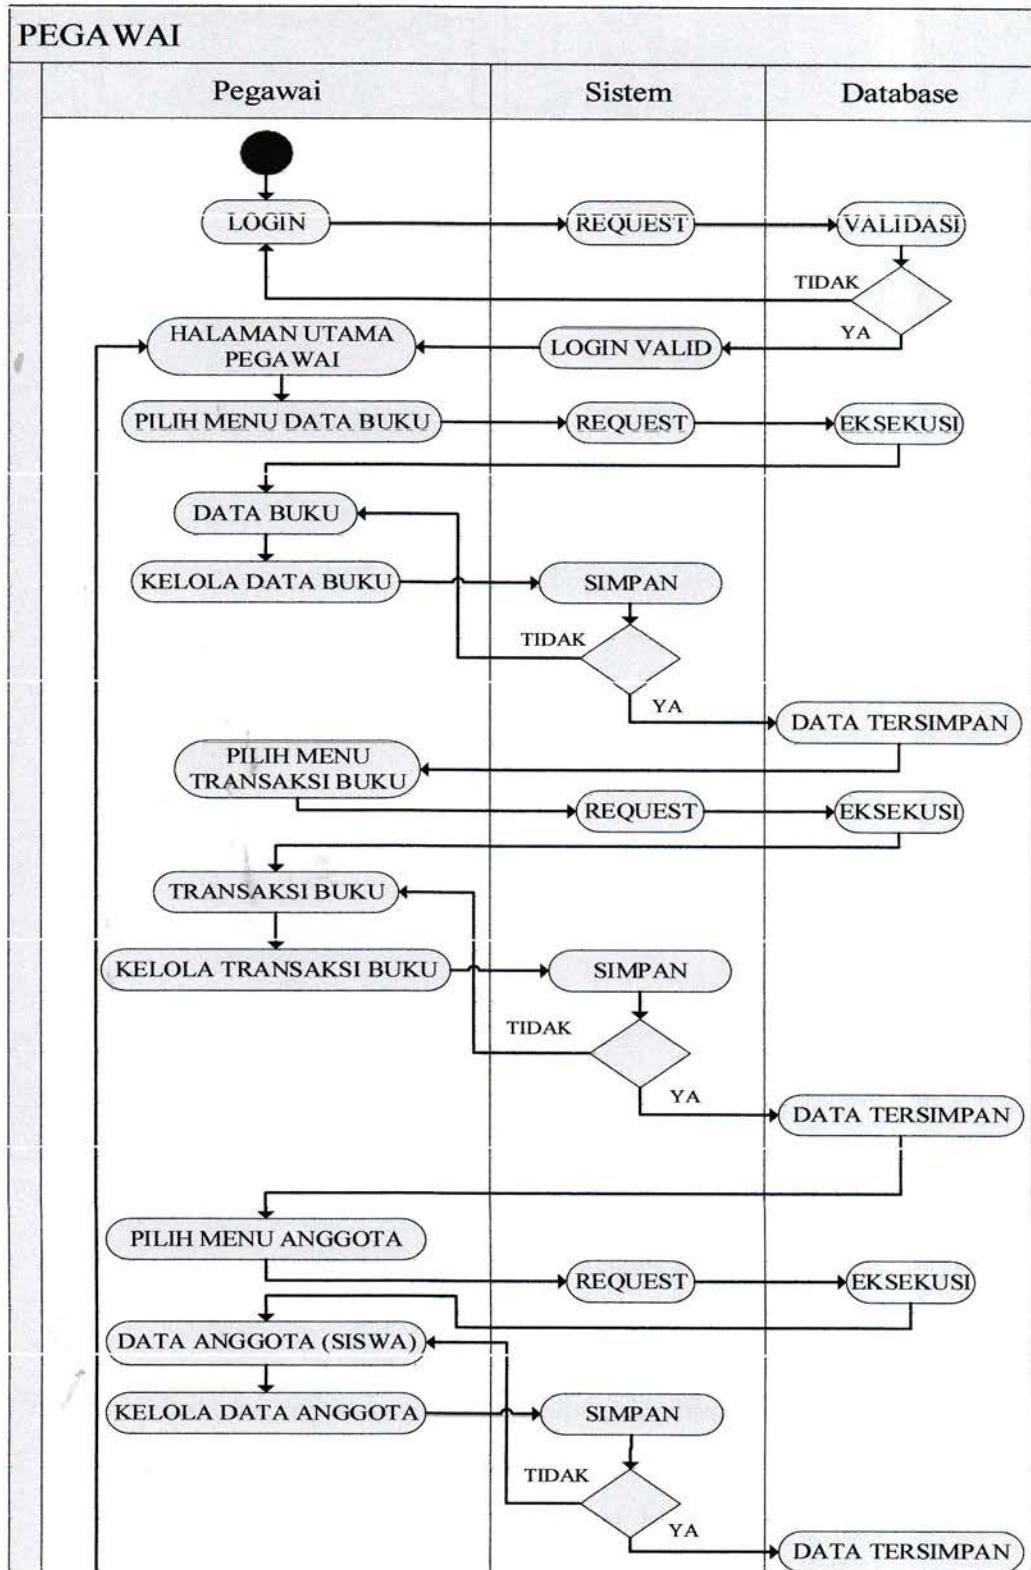 PEGAWAI
Pegawai
Sistem
Database
LOGIN
REQUEST
VALIDASI
TIDAK
YA
HALAMAN UTAMA
PEGAWAI
LOGIN VALID
PILIH MENU DATA BUKU
REQUEST
EKSEKUSI
DATA BUKU
KELOLA DATA BUKU
SIMPAN
TIDAK
YA
DATA TERSIMPAN
PILIH MENU
TRANSAKSI BUKU
REQUEST
EKSEKUSI
TRANSAKSI BUKU
KELOLA TRANSAKSI BUKU
SIMPAN
TIDAK
YA
DATA TERSIMPAN
PILIH MENU ANGGOTA
REQUEST
EKSEKUSI
DATA ANGGOTA (SISWA)
KELOLA DATA ANGGOTA
SIMPAN
TIDAK
YA
DATA TERSIMPAN